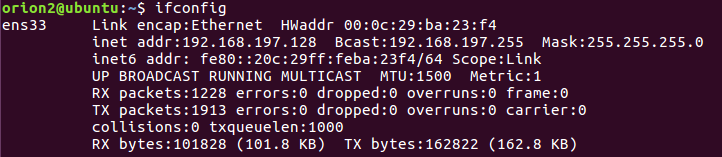 orion2@ubuntu:~$ ifconfig
ens33     Link encap:Ethernet  HWaddr 00:0c:29:ba:23:f4
          inet addr:192.168.197.128  Bcast:192.168.197.255  Mask:255.255.255.0
          inet6 addr: fe80::20c:29ff:feba:23f4/64 Scope:Link
          UP BROADCAST RUNNING MULTICAST  MTU:1500  Metric:1
          RX packets:1228 errors:0 dropped:0 overruns:0 frame:0
          TX packets:1913 errors:0 dropped:0 overruns:0 carrier:0
          collisions:0 txqueuelen:1000
          RX bytes:101828 (101.8 KB)  TX bytes:162822 (162.8 KB)